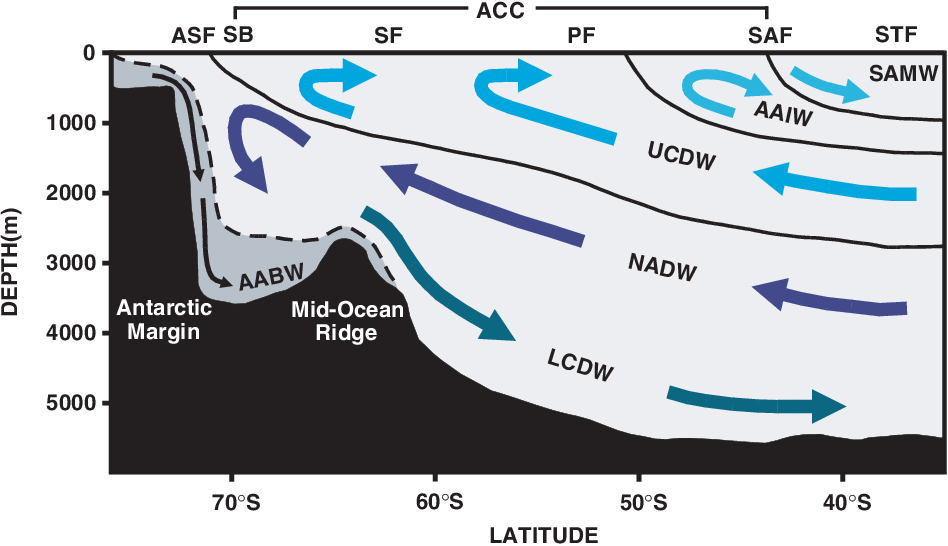 ACC
ASF SB SF PF SAF STF
0
SAMW
AAIW
1000
UCDW
2000
DEPTH(m)
3000
AABW
NADW
Antarctic
Margin
Mid-Ocean
Ridge
4000
LCDW
5000
70°S 60°S 50°S 40°S
LATITUDE